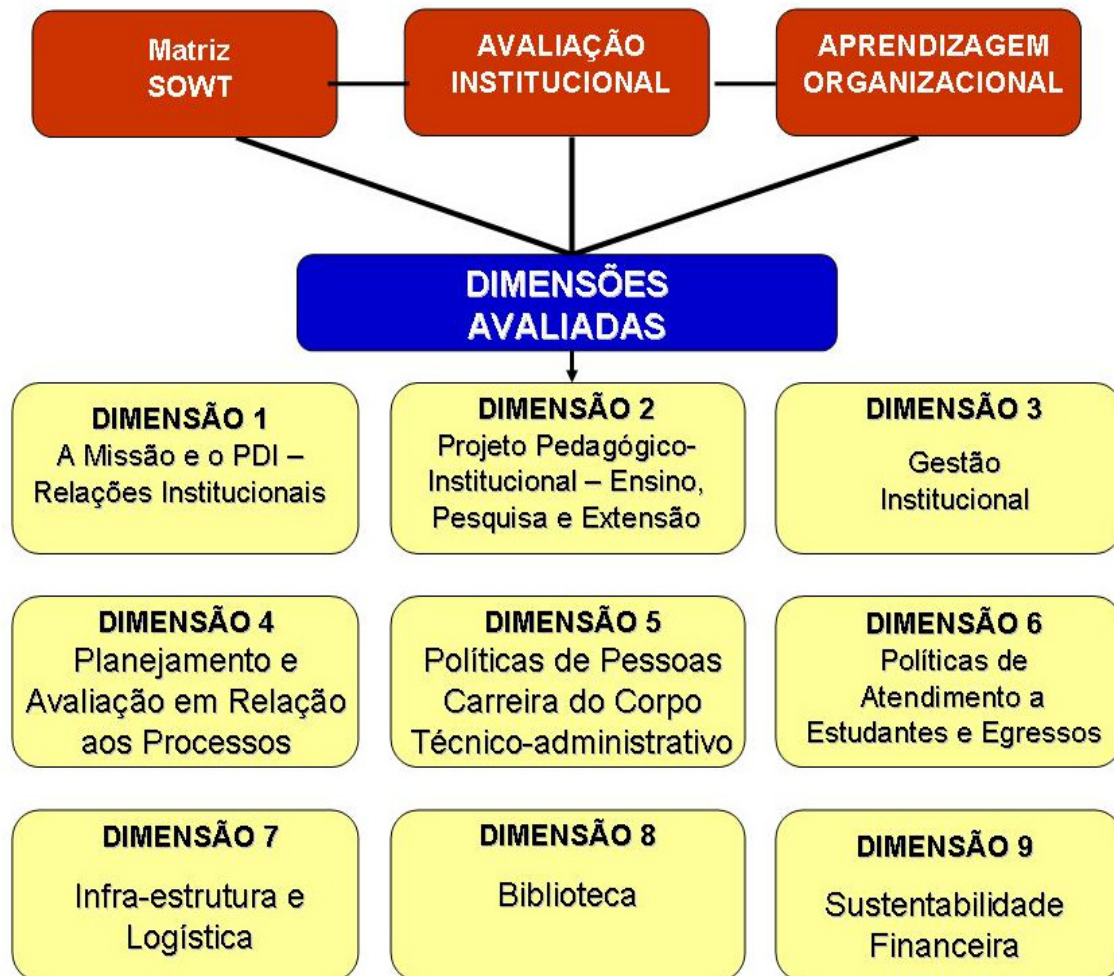 Matriz
SOWT
AVALIAÇÃO
INSTITUCIONAL
APRENDIZAGEM
ORGANIZACIONAL
DIMENSÕES
AVALIADAS
DIMENSÃO 1
A Missão e o PDI –
Relações Institucionais
DIMENSÃO 2
Projeto Pedagógico-
Institucional – Ensino,
Pesquisa e Extensão
DIMENSÃO 3
Gestão
Institucional
DIMENSÃO 4
Planejamento e
Avaliação em Relação
aos Processos
DIMENSÃO 5
Políticas de Pessoas
Carreira do Corpo
Técnico-administrativo
DIMENSÃO 6
Políticas de
Atendimento a
Estudantes e Egressos
DIMENSÃO 7
Infra-estrutura e
Logística
DIMENSÃO 8
Biblioteca
DIMENSÃO 9
Sustentabilidade
Financeira